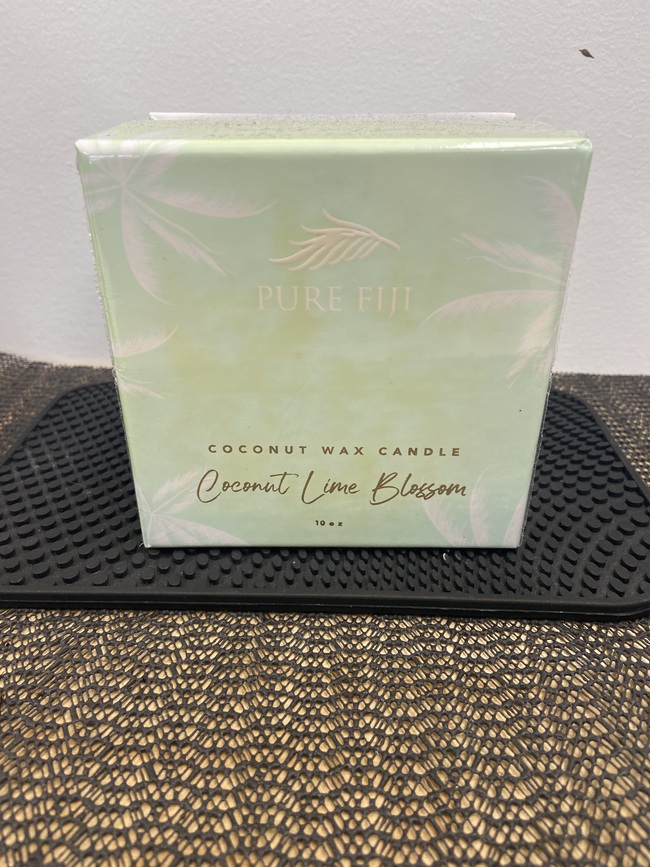 PURE FIJI
COCONUT WAX CANDLE
Coconut Lime Blossom
10 oz